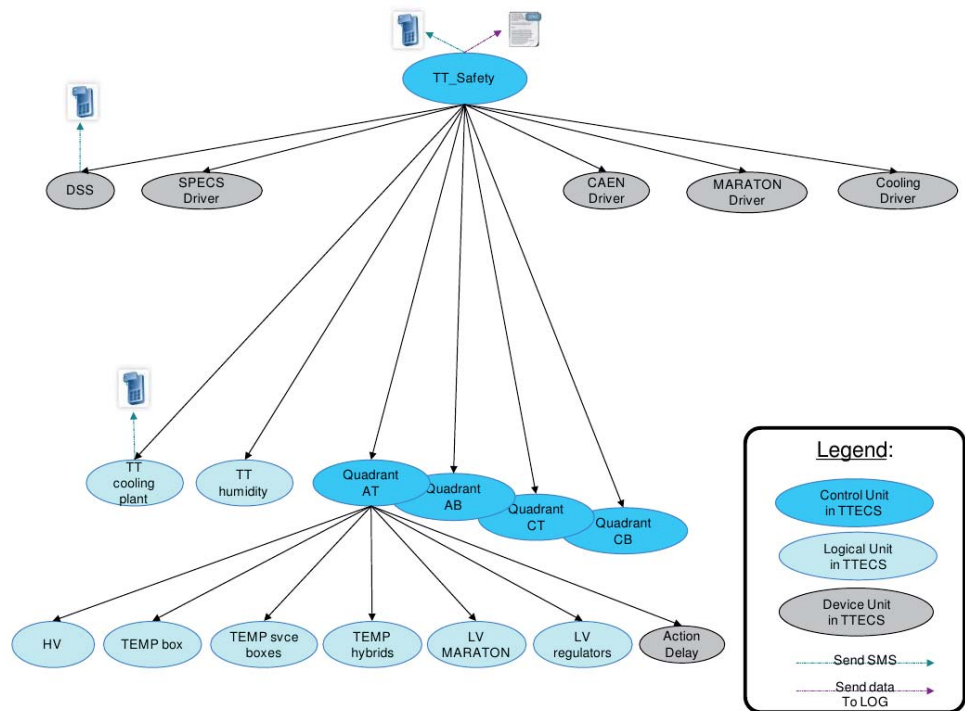 TT_Safety
DSS
SPECS
Driver
CAEN
Driver
MARATON
Driver
Cooling
Driver
TT
cooling
plant
TT
humidity
Quadrant
AT
Quadrant
AB
Quadrant
CT
Quadrant
CB
HV
TEMP box
TEMP svce
boxes
TEMP
hybrids
LV
MARATON
LV
regulators
Action
Delay
Legend:
Control Unit
in TTECS
Logical Unit
in TTECS
Device Unit
in TTECS
Send SMS
Send data
To LOG